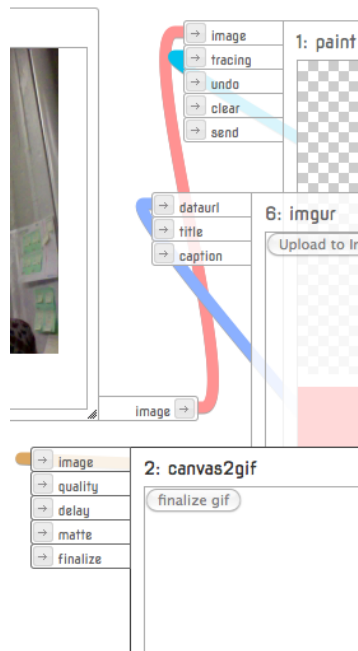 image
tracing
undo
clear
send
1: paint
dataurl
title
caption
6: imgur
Upload to
image
image
quality
delay
matte
finalize
2: canvas2gif
finalize gif